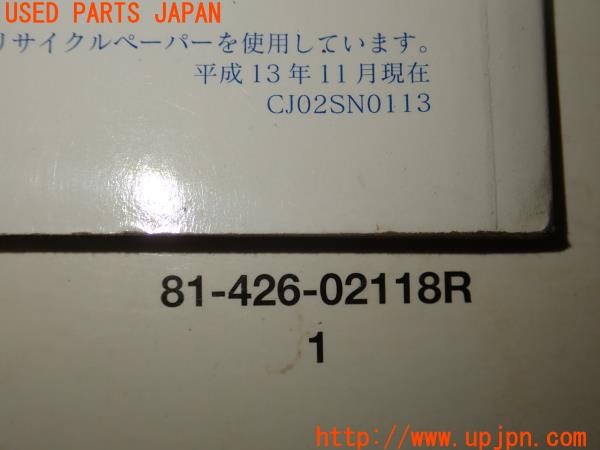 USED PARTS JAPAN
リサイクルペーパーを使用しています。
平成13年11月現在
CJ02SN0113
81-426-02118R
1
http://www.upjpn.com/